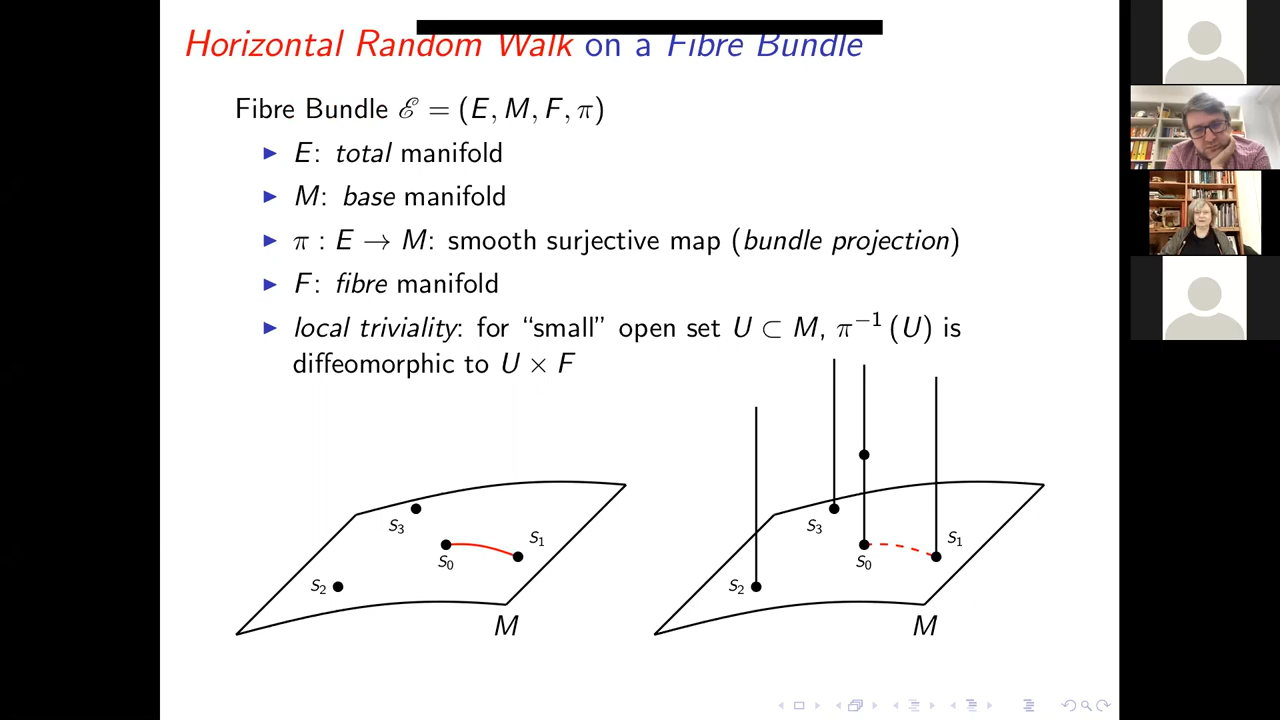 Horizontal Random Walk on a Fibre Bundle
Fibre Bundle ℰ = (E, M, F, π)
▶ E: total manifold
▶ M: base manifold
▶ π : E → M: smooth surjective map (bundle projection)
▶ F: fibre manifold
▶ local triviality: for “small” open set U ⊂ M, π⁻¹ (U) is
diffeomorphic to U × F
S₃
S₁
S₀
S₂
M
S₃
S₁
S₀
S₂
M